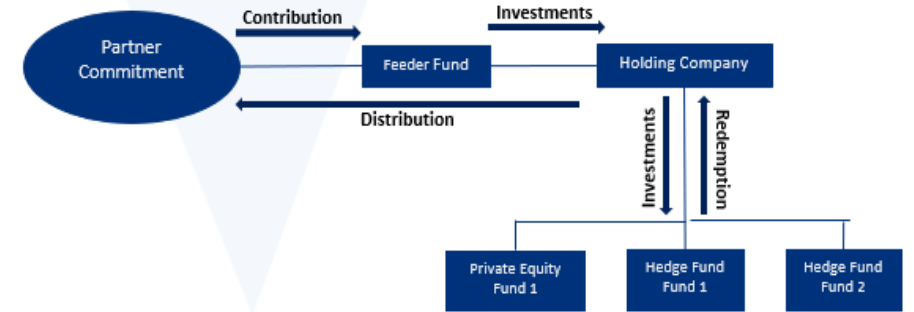 Contribution
Investments
Partner
Commitment
Feeder Fund
Holding Company
Distribution
Investments
Redemption
Private Equity
Fund 1
Hedge Fund
Fund 1
Hedge Fund
Fund 2